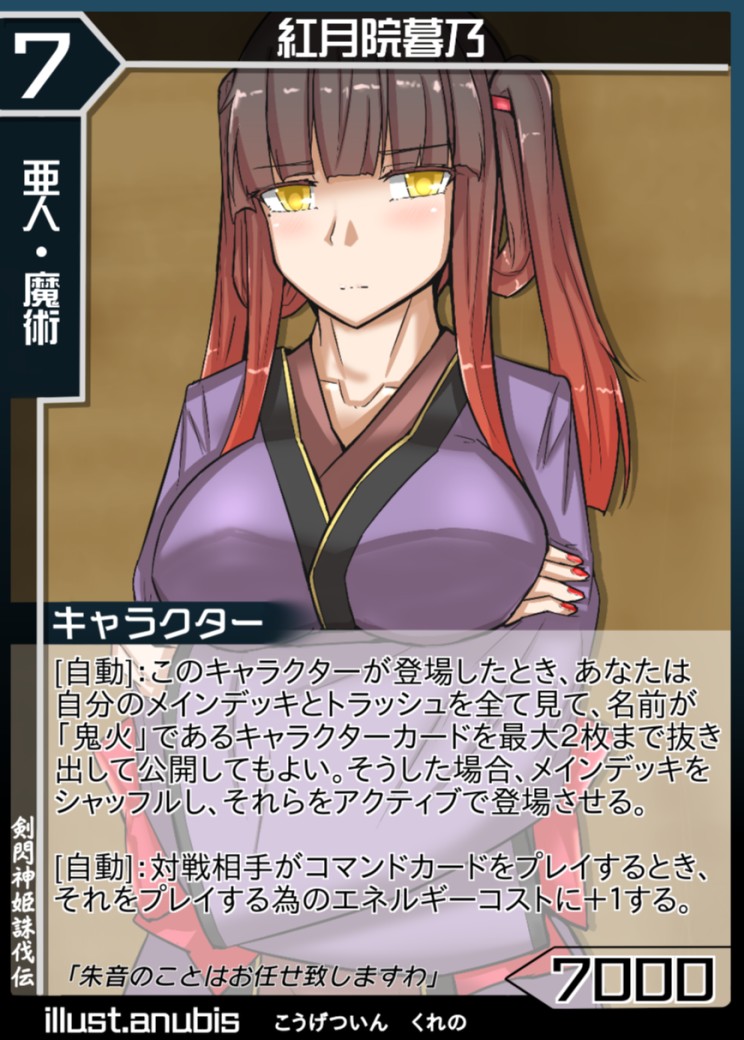 7
紅月院暮乃
亜人・魔術
キャラクター
[自動]:このキャラクターが登場したとき、あなたは
自分のメインデッキとトラッシュを全て見て、名前が
「鬼火」であるキャラクターカードを最大2枚まで抜き
出して公開してもよい。そうした場合、メインデッキを
シャッフルし、それらをアクティブで登場させる。
[自動]:対戦相手がコマンドカードをプレイするとき、
それをプレイする為のエネルギーコストに+1する。
剣閃神姫誅伐伝
「朱音のことはお任せ致しますわ」
7000
illust.anubis こうげついん くれの